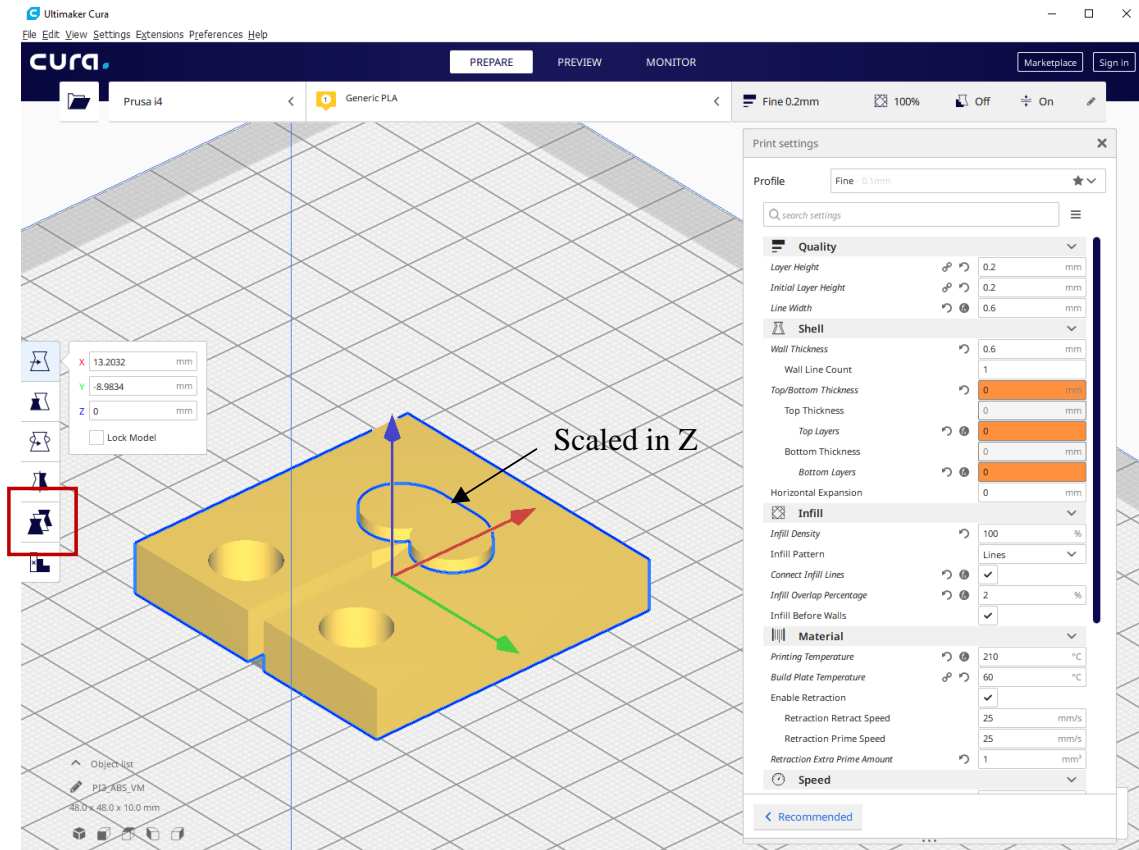 Ultimaker Cura
File Edit View Settings Extensions Preferences Help
cura.
PREPARE PREVIEW MONITOR
Marketplace Sign in
Prusa i4
1 Generic PLA
Fine 0.2mm 100% Off On
Print settings
Profile Fine 0.1mm
search settings
Quality
Layer Height 0.2 mm
Initial Layer Height 0.2 mm
Line Width 0.6 mm
Shell
Wall Thickness 0.6 mm
Wall Line Count 1
Top/Bottom Thickness 0 mm
Top Thickness 0 mm
Top Layers 0
Bottom Thickness 0 mm
Bottom Layers 0
Horizontal Expansion 0 mm
Infill
Infill Density 100 %
Infill Pattern Lines
Connect Infill Lines
Infill Overlap Percentage 2 %
Infill Before Walls
Material
Printing Temperature 210 °C
Build Plate Temperature 60 °C
Enable Retraction
Retraction Retract Speed 25 mm/s
Retraction Prime Speed 25 mm/s
Retraction Extra Prime Amount 1 mm³
Speed
Recommended
X 13.2032 mm
Y -8.9834 mm
Z 0 mm
Lock Model
Scaled in Z
Object list
PI3_ABS_VM
48.0 x 48.0 x 10.0 mm